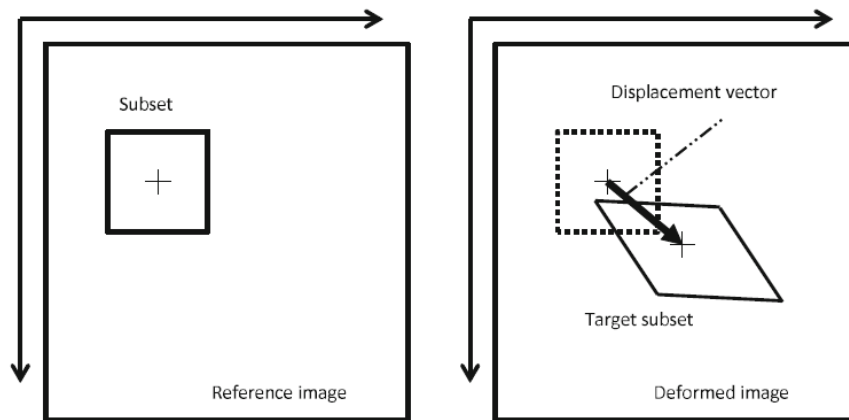 Subset
Reference image
Displacement vector
Target subset
Deformed image